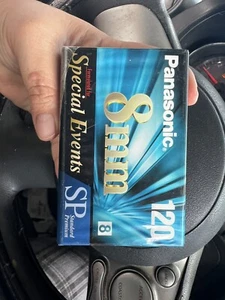 Panasonic
120
8mm
8
Special Events
SP
Standard
Premium